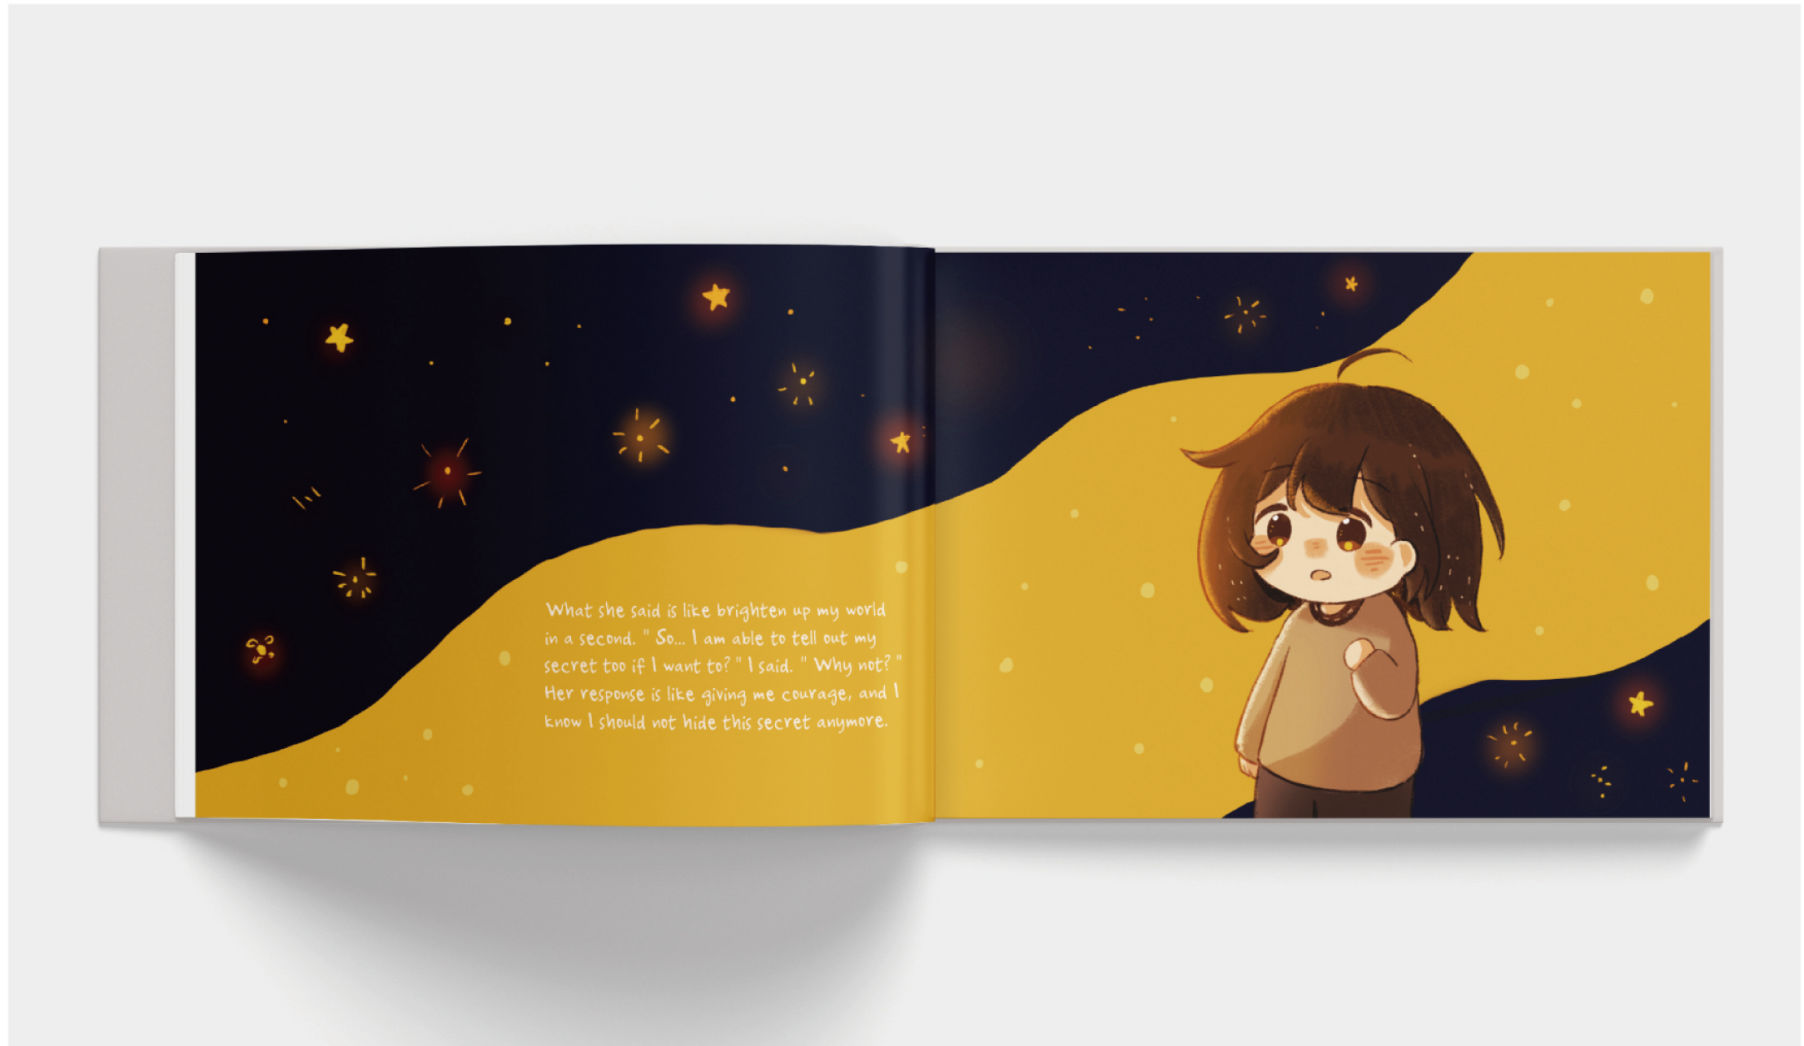 What she said is like brighten up my world
in a second. " So... I am able to tell out my
secret too if I want to? " I said. " Why not? "
Her response is like giving me courage, and I
know I should not hide this secret anymore.